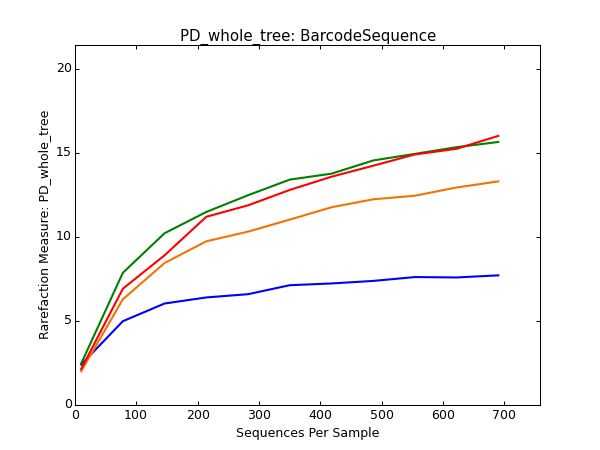 PD_whole_tree: BarcodeSequence
20
15
10
5
0
Rarefaction Measure: PD_whole_tree
0 100 200 300 400 500 600 700
Sequences Per Sample